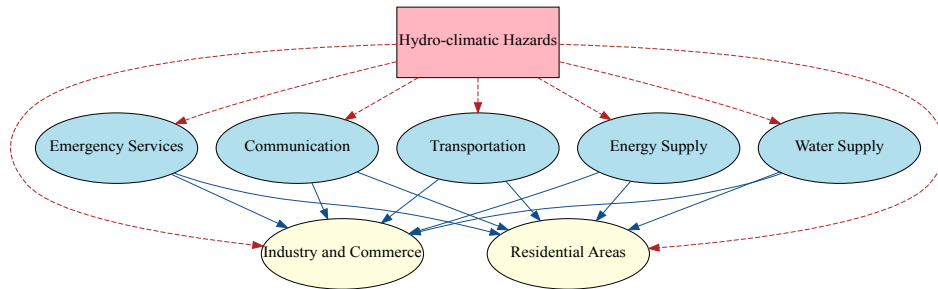 Hydro-climatic Hazards
Emergency Services
Communication
Transportation
Energy Supply
Water Supply
Industry and Commerce
Residential Areas